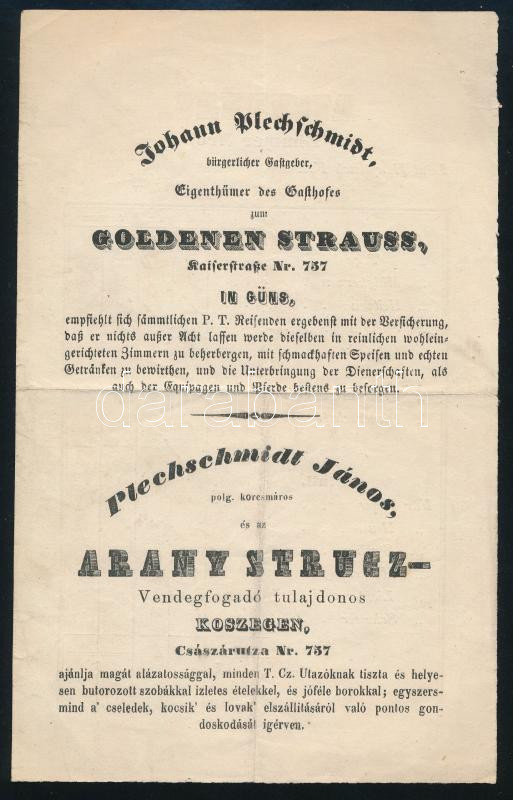 Johann Plechschmidt,
bürgerlicher Gastgeber,
Eigenthümer des Gasthofes
zum
GOLDENEN STRAUSS,
Kaiserstraße Nr. 757
IN GÜNS,
empfiehlt sich sämmtlichen P. T. Reisenden ergebenst mit der Versicherung,
daß er nichts außer Acht lassen werde dieselben in reinlichen wohlein-
gerichteten Zimmern zu beherbergen, mit schmackhaften Speisen und echten
Getränken zu bewirthen, und die Unterbringung der Dienerschaften, als
auch der Equipagen und Pferde bestens zu besorgen.
darabanth
Plechschmidt János,
polg. korcsmáros
és az
ARANY STRUCZ—
Vendegfogadó tulajdonos
KOSZEGEN,
Császárutza Nr. 757
ajánlja magát alázatossággal, minden T. Cz. Utazóknak tiszta és helye-
sen butorozott szobákkal izletes ételekkel, és jóféle borokkal; egyszers-
mind a' cseledek, kocsik' és lovak' elszállitásáról való pontos gon-
doskodását igérven.